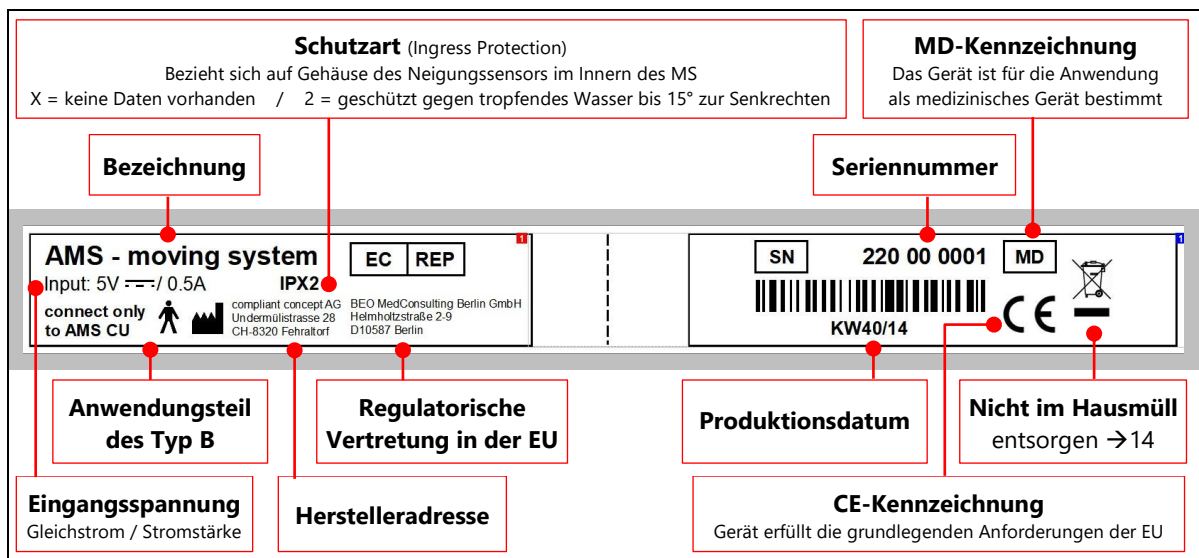 Schutzart (Ingress Protection)
Bezieht sich auf Gehäuse des Neigungssensors im Innern des MS
X = keine Daten vorhanden / 2 = geschützt gegen tropfendes Wasser bis 15° zur Senkrechten
MD-Kennzeichnung
Das Gerät ist für die Anwendung
als medizinisches Gerät bestimmt
Bezeichnung
Seriennummer
AMS - moving system
Input: 5V ⎓/ 0.5A
IPX2
connect only
to AMS CU
compliant concept AG
Undermülistrasse 28
CH-8320 Fehraltorf
EC REP
BEO MedConsulting Berlin GmbH
Helmholtzstraße 2-9
D10587 Berlin
1
SN
220 00 0001
MD
KW40/14
CE
1
Anwendungsteil
des Typ B
Regulatorische
Vertretung in der EU
Produktionsdatum
Nicht im Hausmüll
entsorgen →14
Eingangsspannung
Gleichstrom / Stromstärke
Herstelleradresse
CE-Kennzeichnung
Gerät erfüllt die grundlegenden Anforderungen der EU